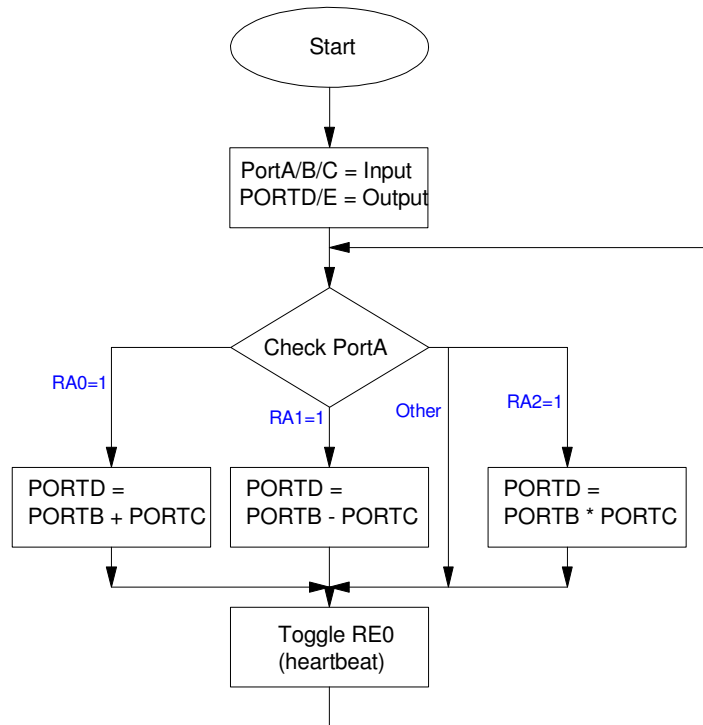 Start
PortA/B/C = Input
PORTD/E = Output
Check PortA
RA0=1
RA1=1
Other
RA2=1
PORTD =
PORTB + PORTC
PORTD =
PORTB - PORTC
PORTD =
PORTB * PORTC
Toggle RE0
(heartbeat)